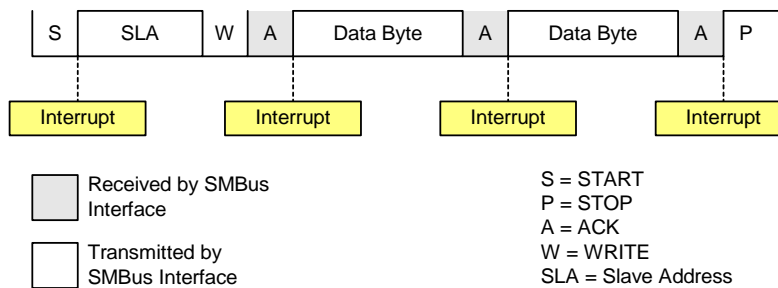 S SLA W A Data Byte A Data Byte A P
Interrupt Interrupt Interrupt Interrupt
Received by SMBus
Interface
Transmitted by
SMBus Interface
S = START
P = STOP
A = ACK
W = WRITE
SLA = Slave Address